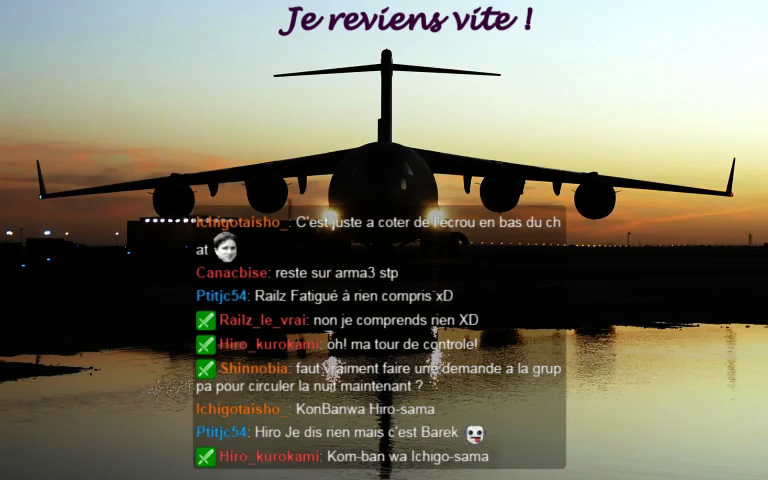 Je reviens vite !
Ichigotaisho_: C'est juste a coter de l'écrou en bas du ch
at
Canacbise: reste sur arma3 stp
Ptitjc54: Railz Fatigué à rien compris xD
Railz_le_vrai: non je comprends rien XD
Hiro_kurokami: oh! ma tour de controle!
Shinnobia: faut vraiment faire une demande a la grup
pa pour circuler la nuit maintenant ?
Ichigotaisho_: KonBanwa Hiro-sama
Ptitjc54: Hiro Je dis rien mais c'est Barek
Hiro_kurokami: Kom-ban wa Ichigo-sama